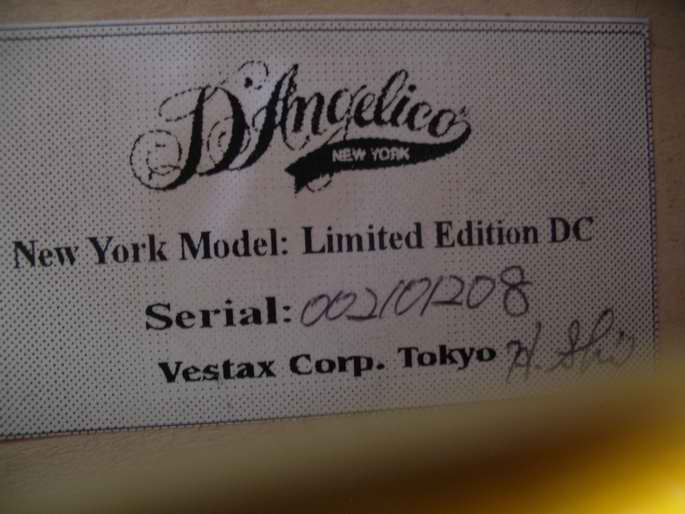 D'Angelico
NEW YORK
New York Model: Limited Edition DC
Serial: 002101208
Vestax Corp. Tokyo